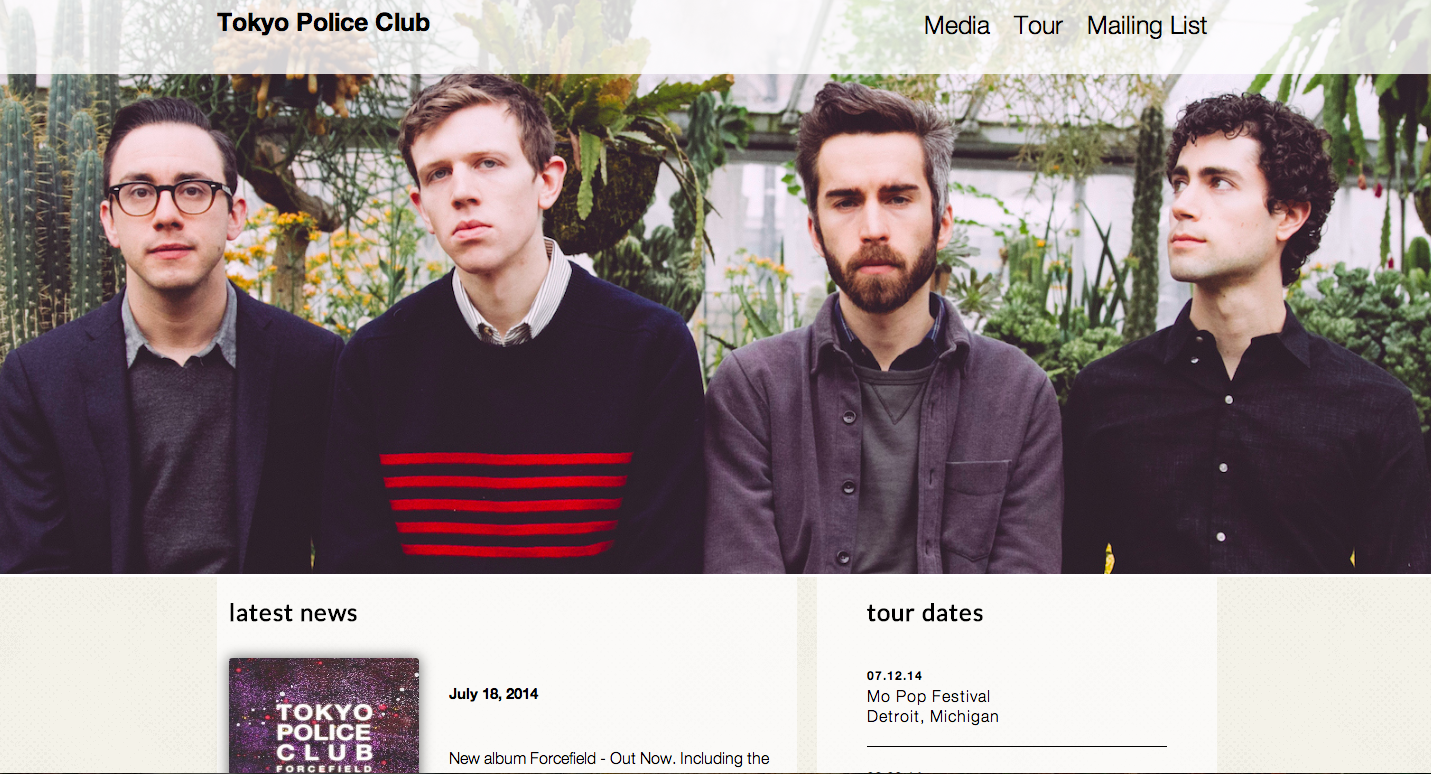 Tokyo Police Club
Media Tour Mailing List
latest news
TOKYO
POLICE
CLUB
FORCEFIELD
July 18, 2014
New album Forcefield - Out Now. Including the
tour dates
07.12.14
Mo Pop Festival
Detroit, Michigan